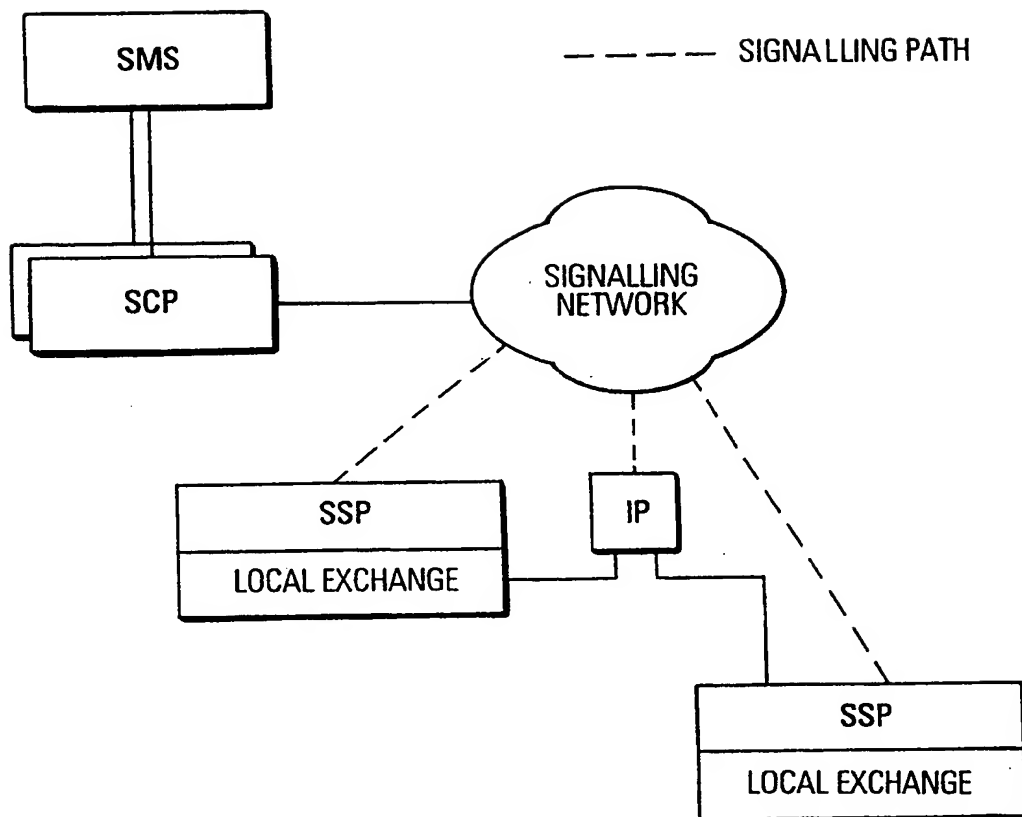 SMS
SIGNALLING PATH
SCP
SIGNALLING
NETWORK
SSP
LOCAL EXCHANGE
IP
SSP
LOCAL EXCHANGE